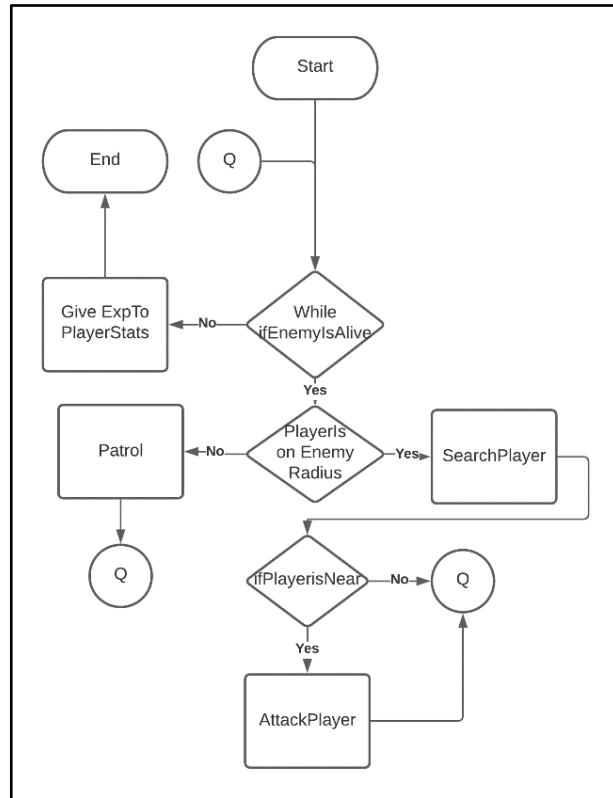 Start
Q
End
Give ExpTo
PlayerStats
No
While
ifEnemyIsAlive
Yes
Patrol
No
PlayerIs
on Enemy
Radius
Yes
SearchPlayer
Q
ifPlayerisNear
No
Q
Yes
AttackPlayer